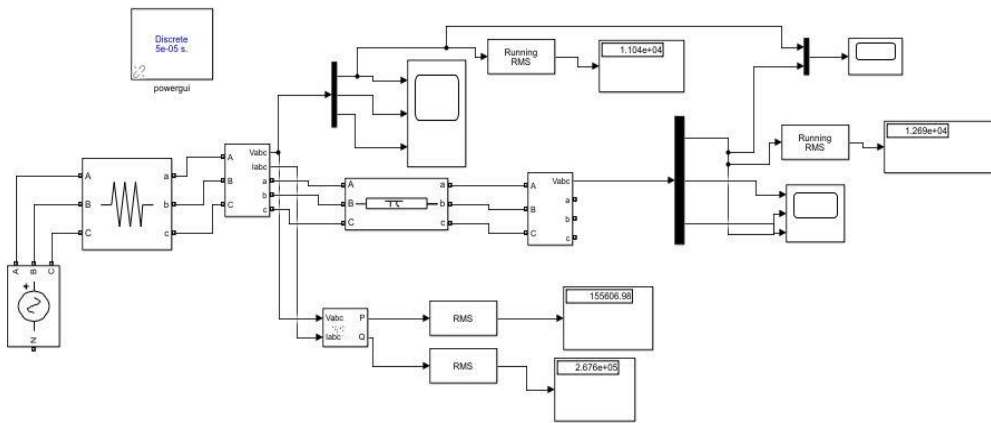 Discrete
5e-05 s.
powergui
Running
RMS
1.104e+04
Running
RMS
1.269e+04
A
B
C
a
b
c
A
B
C
Vabc
Iabc
a
b
c
A
B
C
a
b
c
A
B
C
Vabc
a
b
c
A
B
C
N
Vabc
Iabc
P
Q
RMS
155606.98
RMS
2.676e+05